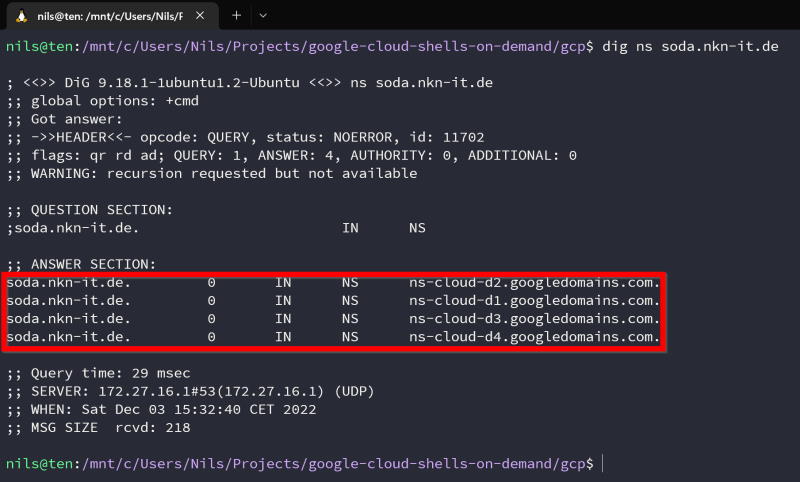 nils@ten: /mnt/c/Users/Nils/F
nils@ten:/mnt/c/Users/Nils/Projects/google-cloud-shells-on-demand/gcp$ dig ns soda.nkn-it.de
; <<>> DiG 9.18.1-1ubuntu1.2-Ubuntu <<>> ns soda.nkn-it.de
;; global options: +cmd
;; Got answer:
;; ->>HEADER<<- opcode: QUERY, status: NOERROR, id: 11702
;; flags: qr rd ad; QUERY: 1, ANSWER: 4, AUTHORITY: 0, ADDITIONAL: 0
;; WARNING: recursion requested but not available
;; QUESTION SECTION:
;soda.nkn-it.de. IN NS
;; ANSWER SECTION:
soda.nkn-it.de. 0 IN NS ns-cloud-d2.googledomains.com.
soda.nkn-it.de. 0 IN NS ns-cloud-d1.googledomains.com.
soda.nkn-it.de. 0 IN NS ns-cloud-d3.googledomains.com.
soda.nkn-it.de. 0 IN NS ns-cloud-d4.googledomains.com.
;; Query time: 29 msec
;; SERVER: 172.27.16.1#53(172.27.16.1) (UDP)
;; WHEN: Sat Dec 03 15:32:40 CET 2022
;; MSG SIZE rcvd: 218
nils@ten:/mnt/c/Users/Nils/Projects/google-cloud-shells-on-demand/gcp$